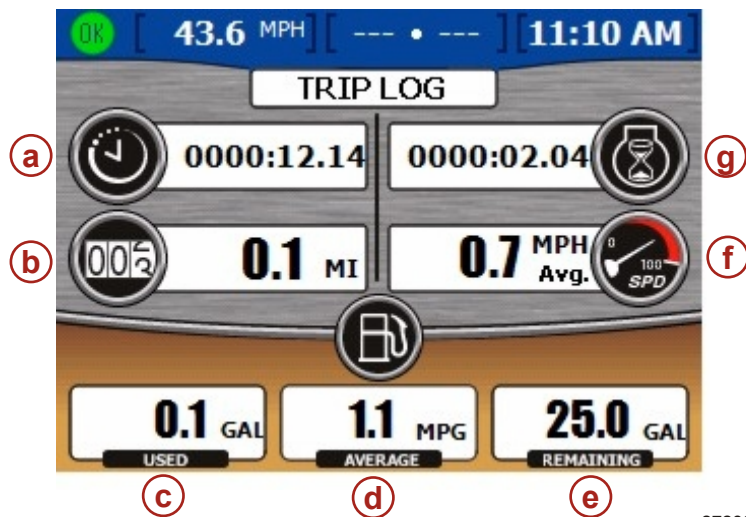 OK [ 43.6 MPH ] [ --- • --- ] [ 11:10 AM ]
TRIP LOG
a 0000:12.14 0000:02.04 g
b 003 0.1 MI 0.7 MPH Avg. 0 100 SPD f
0.1 GAL 1.1 MPG 25.0 GAL
USED AVERAGE REMAINING
c d e